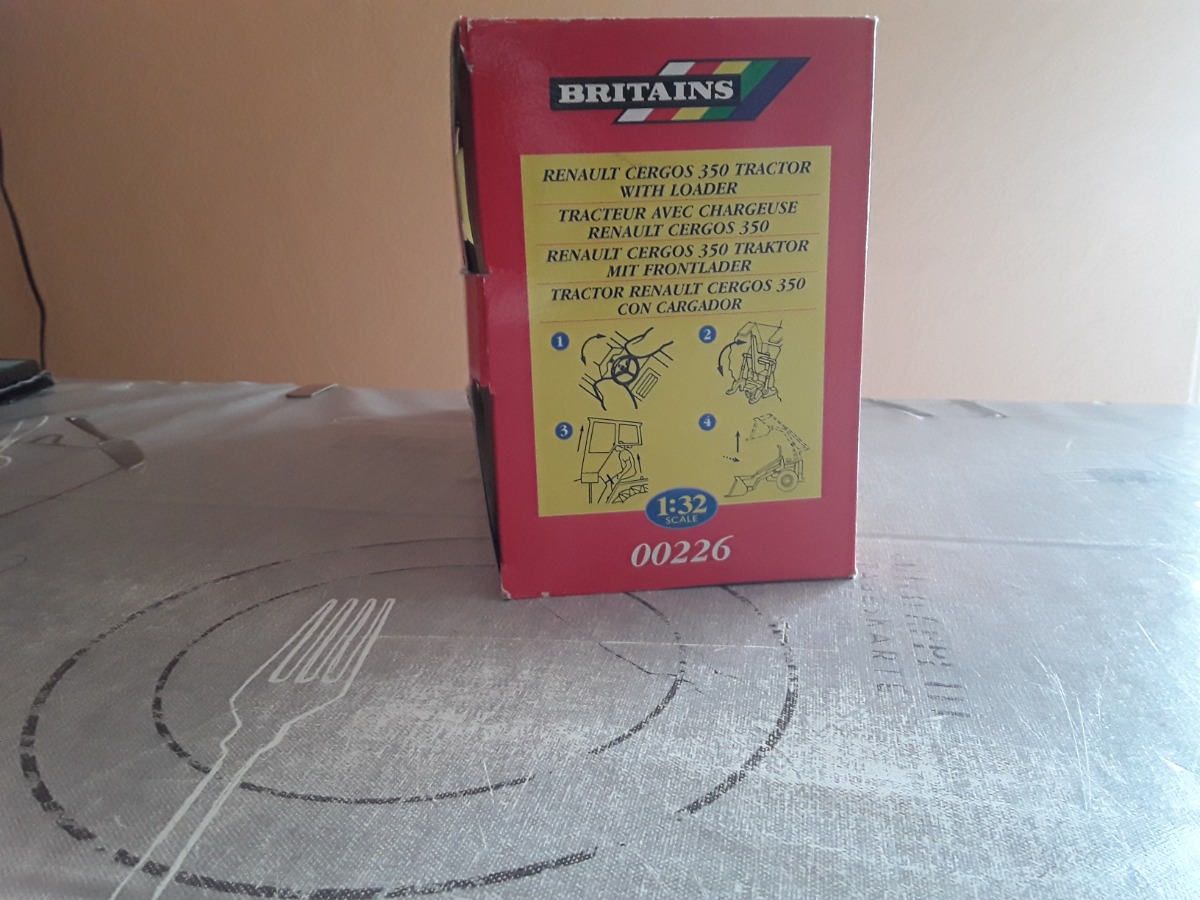 BRITAINS
RENAULT CERGOS 350 TRACTOR
WITH LOADER
TRACTEUR AVEC CHARGEUSE
RENAULT CERGOS 350
RENAULT CERGOS 350 TRAKTOR
MIT FRONTLADER
TRACTOR RENAULT CERGOS 350
CON CARGADOR
1
2
3
4
1:32
SCALE
00226